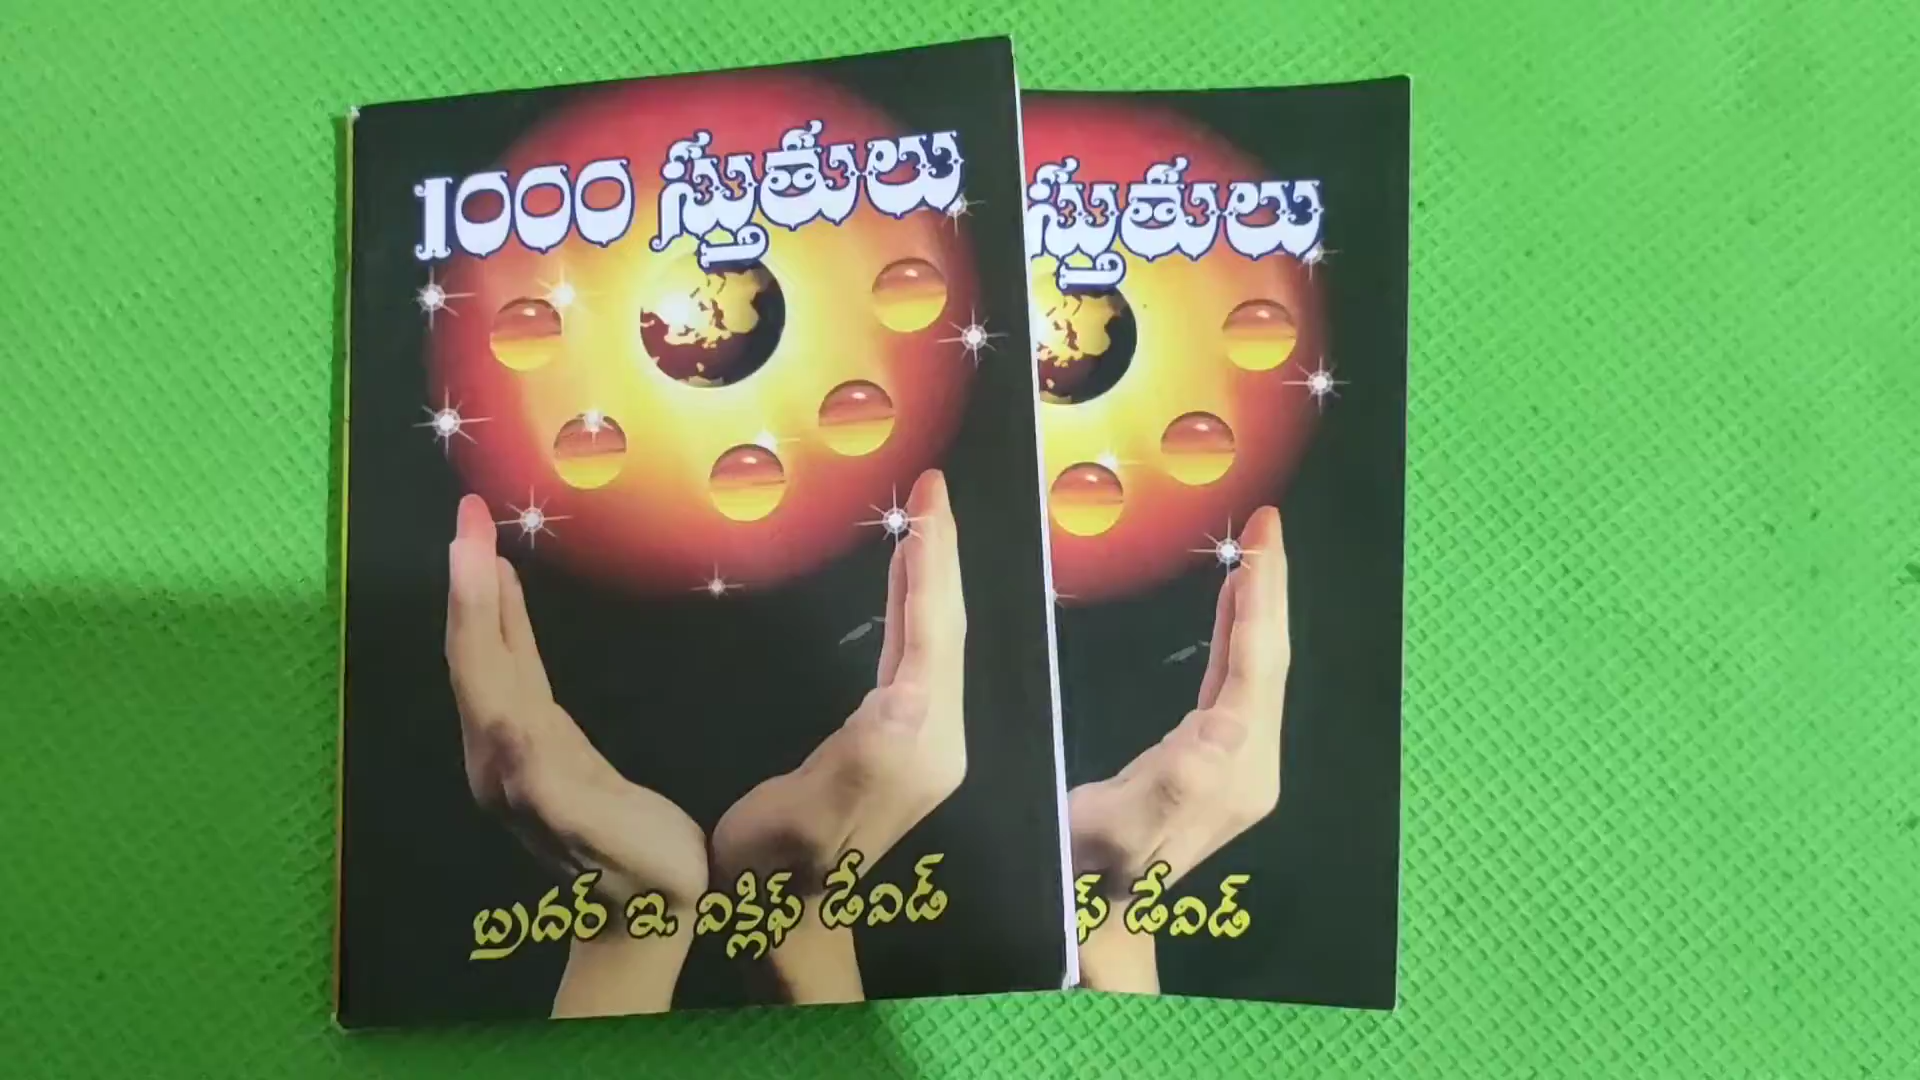 1000 స్తుతులు
బ్రదర్ ఇ. విక్లిఫ్ డేవిడ్
స్తుతులు
ఫ్ డేవిడ్